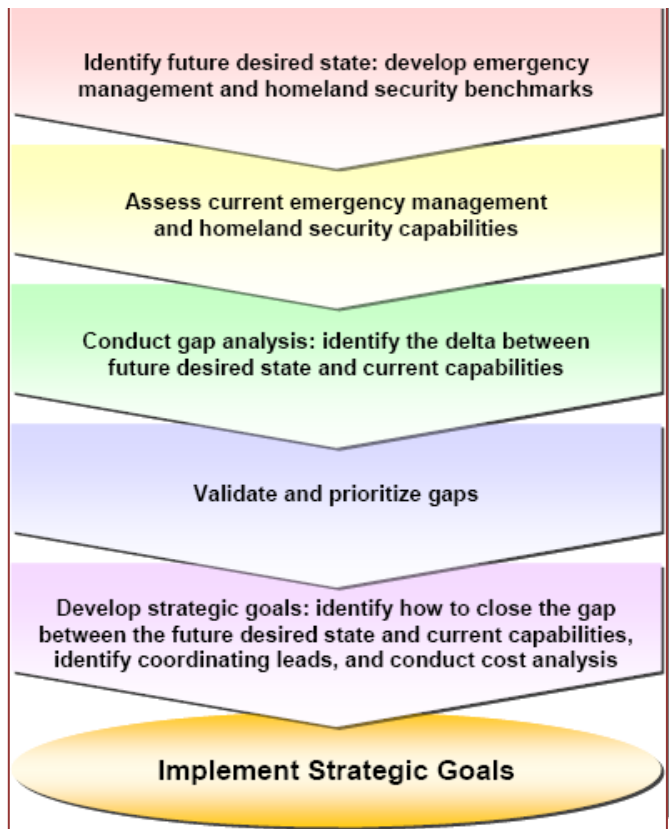 Identify future desired state: develop emergency
management and homeland security benchmarks
Assess current emergency management
and homeland security capabilities
Conduct gap analysis: identify the delta between
future desired state and current capabilities
Validate and prioritize gaps
Develop strategic goals: identify how to close the gap
between the future desired state and current capabilities,
identify coordinating leads, and conduct cost analysis
Implement Strategic Goals